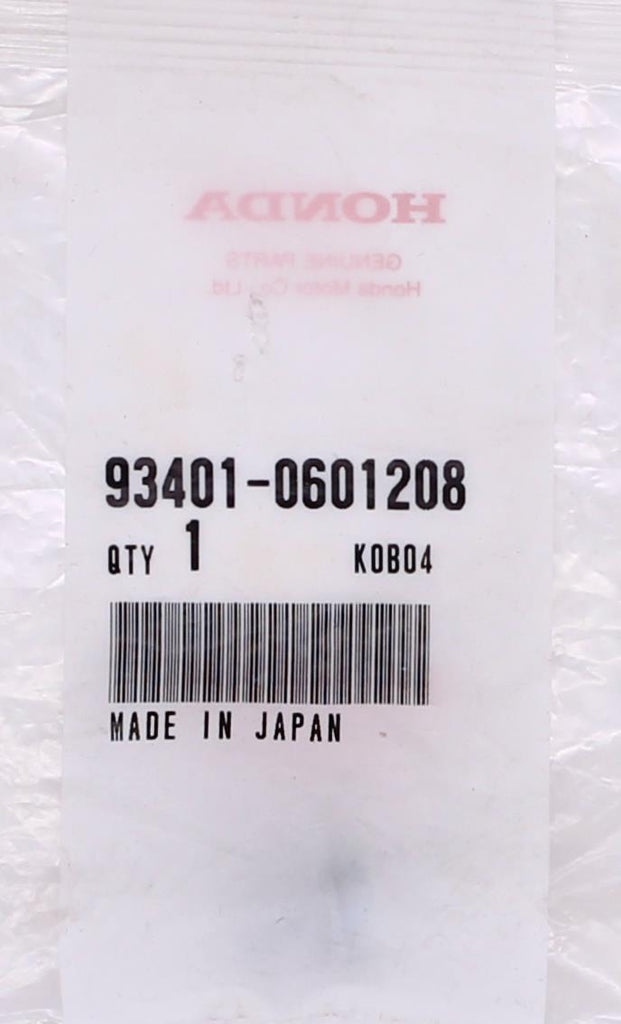 HONDA
GENUINE PARTS
Honda Motor Co., Ltd.
93401-0601208
QTY 1 K0B04
MADE IN JAPAN